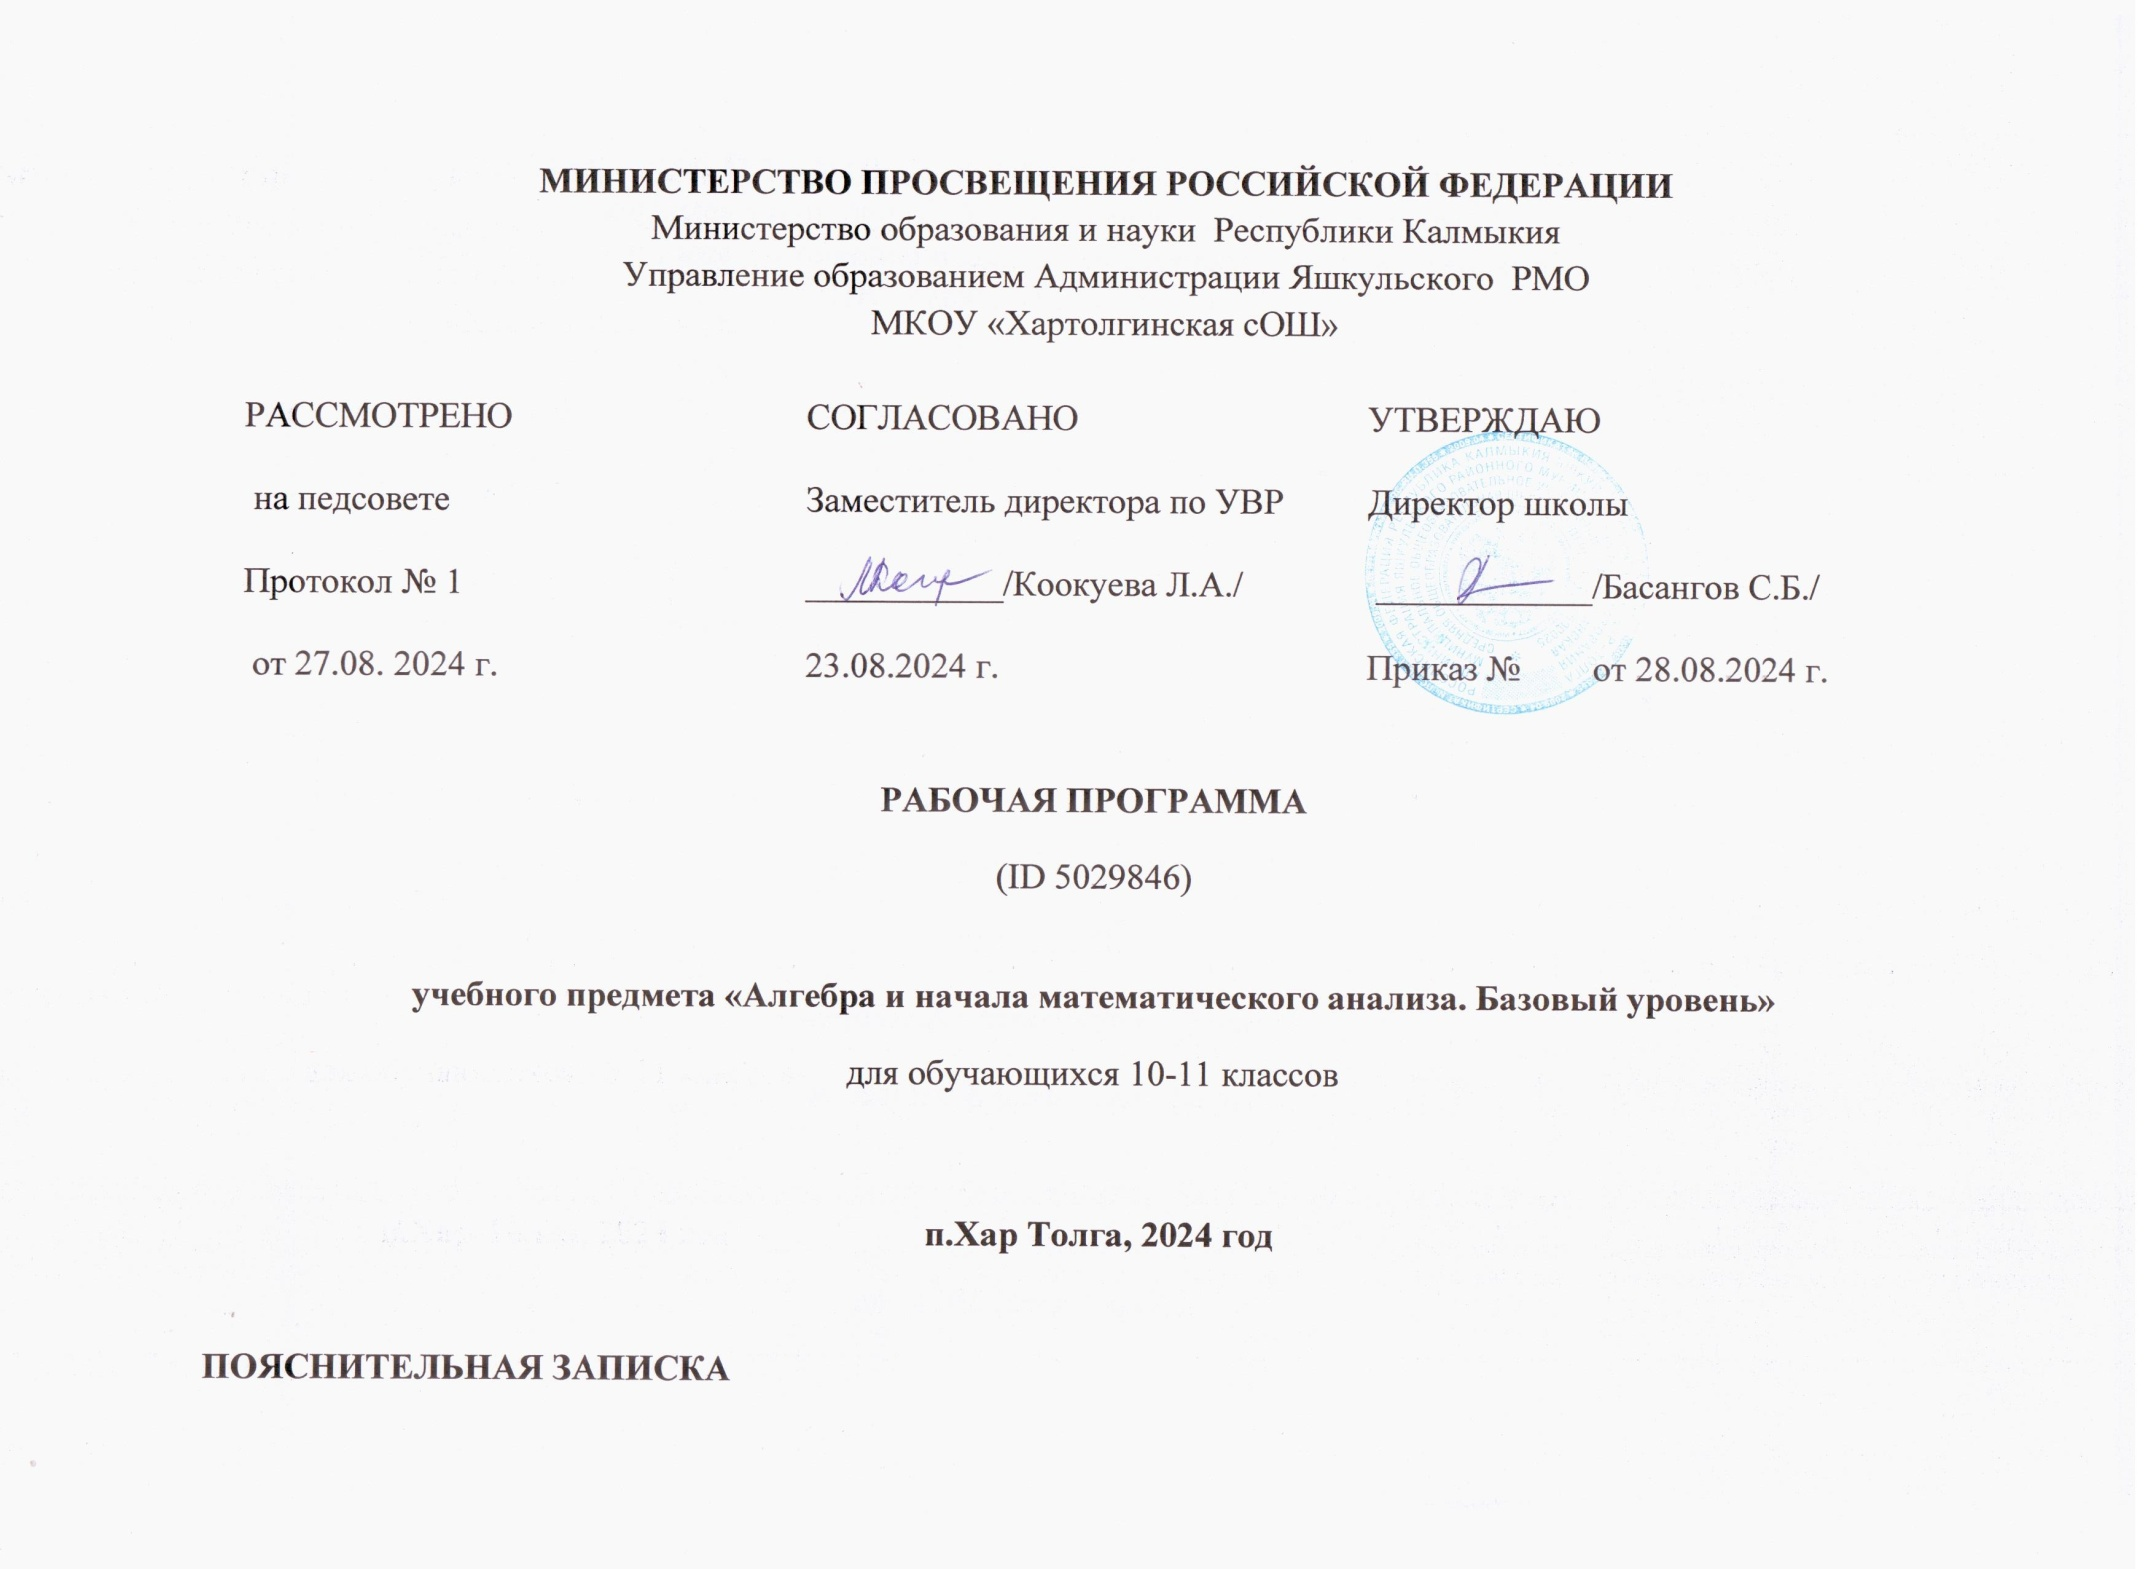 МИНИСТЕРСТВО ПРОСВЕЩЕНИЯ РОССИЙСКОЙ ФЕДЕРАЦИИ
Министерство образования и науки Республики Калмыкия
Управление образованием Администрации Яшкульского РМО
МКОУ «Хартолгинская сОШ»
РАССМОТРЕНО
на педсовете
Протокол № 1
от 27.08. 2024 г.
СОГЛАСОВАНО
Заместитель директора по УВР
/Коокуева Л.А./
23.08.2024 г.
УТВЕРЖДАЮ
Директор школы
/Басангов С.Б./
Приказ № от 28.08.2024 г.
РАБОЧАЯ ПРОГРАММА
(ID 5029846)
учебного предмета «Алгебра и начала математического анализа. Базовый уровень»
для обучающихся 10-11 классов
п.Хар Толга, 2024 год
ПОЯСНИТЕЛЬНАЯ ЗАПИСКА